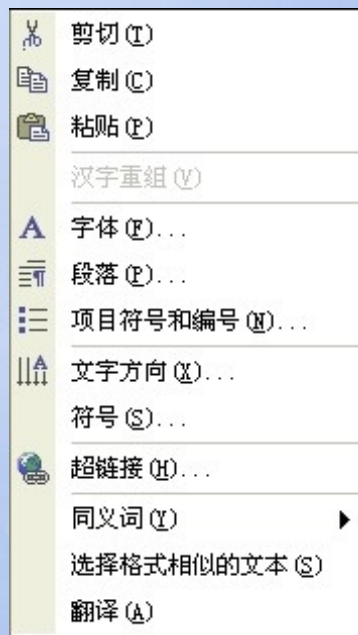 剪切(T)
复制(C)
粘贴(P)
汉字重组(V)
字体(F)...
段落(P)...
项目符号和编号(N)...
文字方向(X)...
符号(S)...
超链接(H)...
同义词(Y)
选择格式相似的文本(S)
翻译(A)